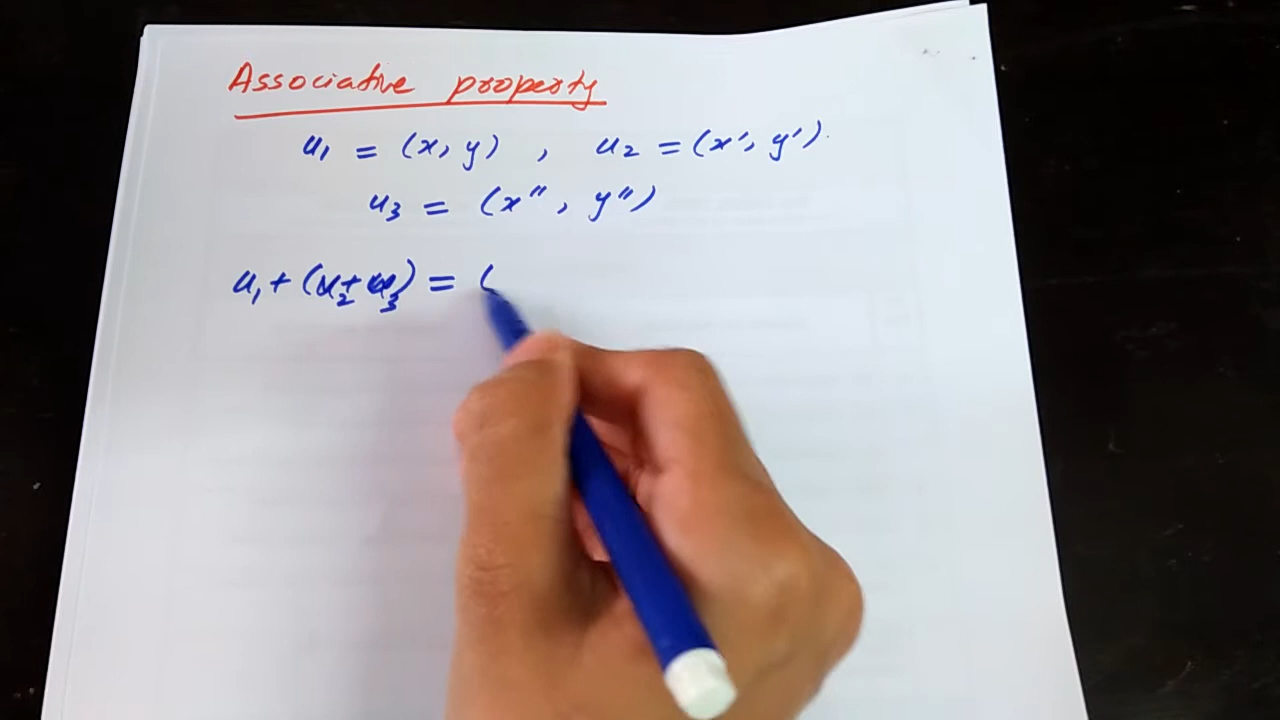 Associative property
u₁ = (x, y) , u₂ = (x', y').
u₃ = (x'', y'')
u₁ + (u₂ + u₃) = (